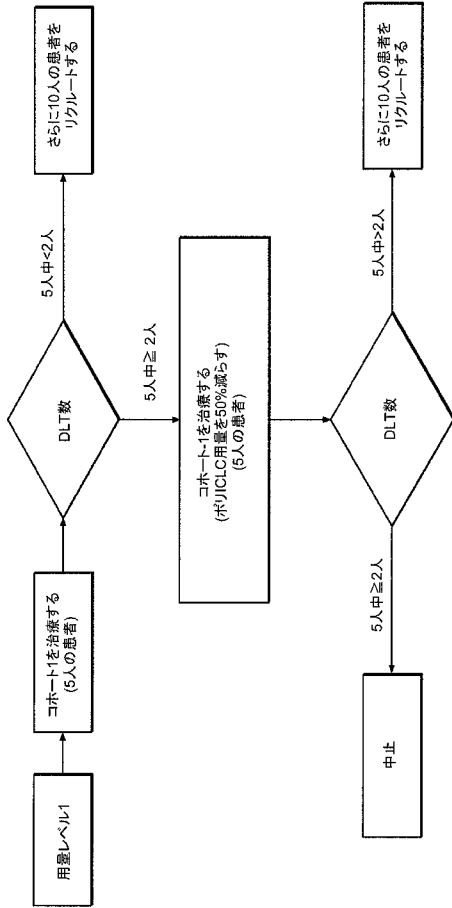 用量レベル1
コホート1を治療する
(5人の患者)
DLT数
5人中<2人
さらに10人の患者を
リクルートする
5人中≧ 2人
コホート-1を治療する
(ポリICLC用量を50%減らす)
(5人の患者)
DLT数
5人中≧2人
中止
5人中>2人
さらに10人の患者を
リクルートする